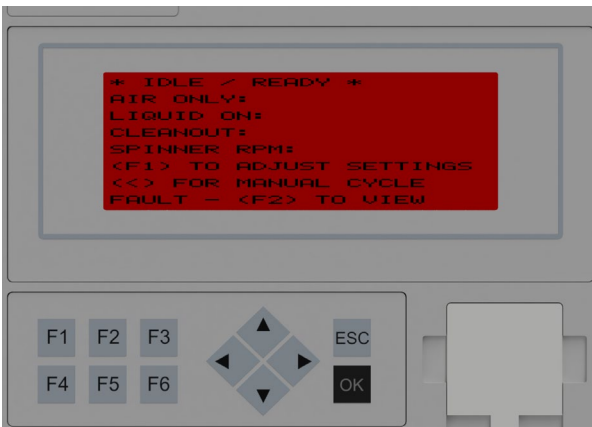 * IDLE / READY *
AIR ONLY:
LIQUID ON:
CLEANOUT:
SPINNER RPM:
<F1> TO ADJUST SETTINGS
<<> FOR MANUAL CYCLE
FAULT - <F2> TO VIEW
F1 F2 F3 ESC
F4 F5 F6 OK